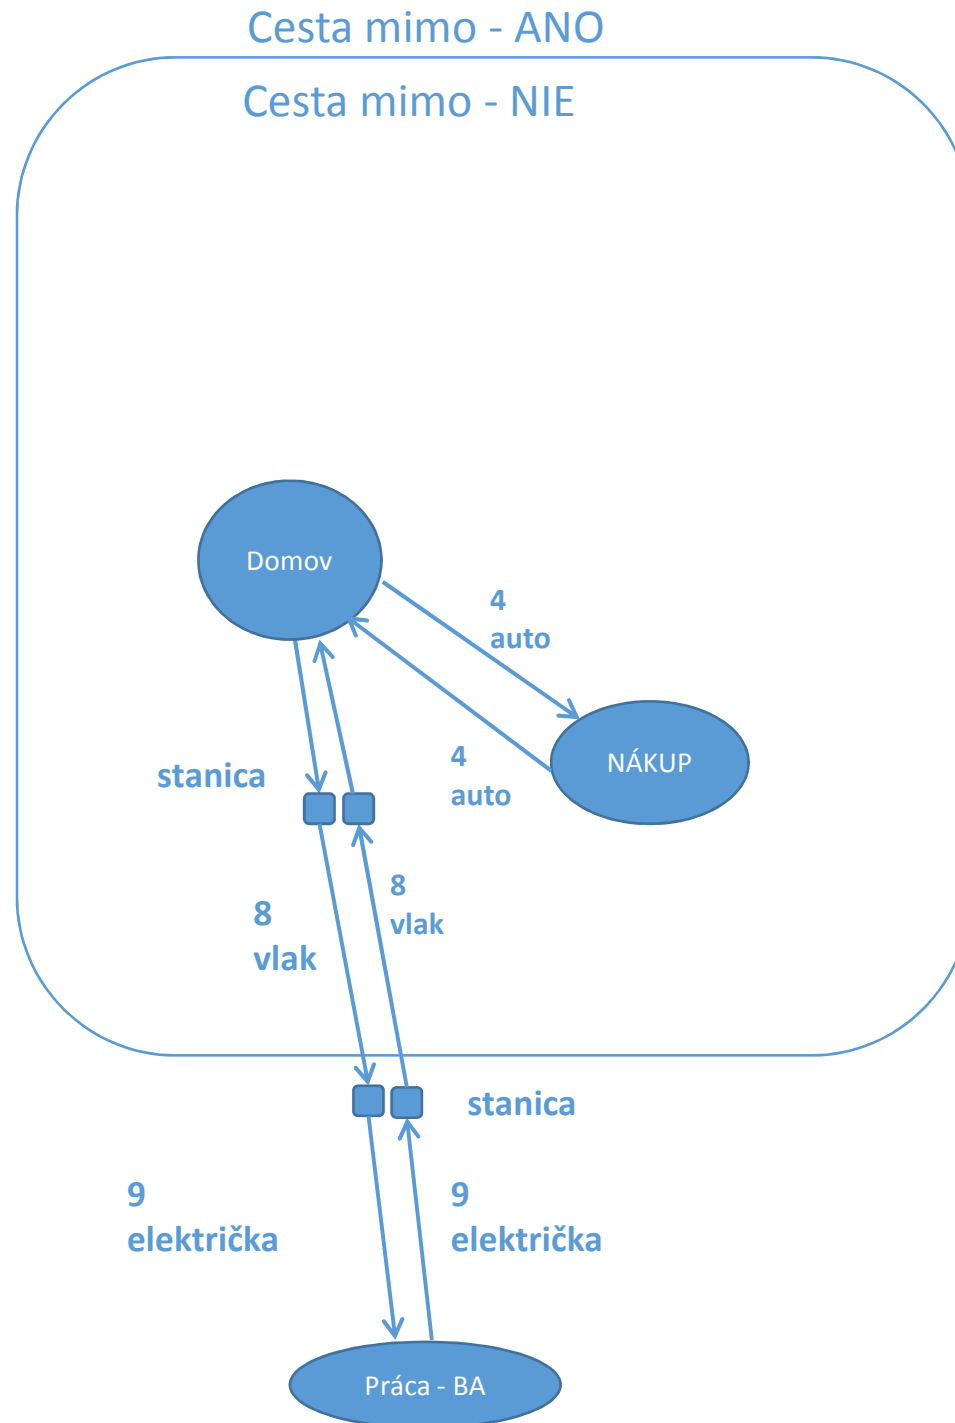 Cesta mimo - ANO
Cesta mimo - NIE
Domov
4
auto
NÁKUP
4
auto
stanica
8
vlak
8
vlak
stanica
9
električka
9
električka
Práca - BA